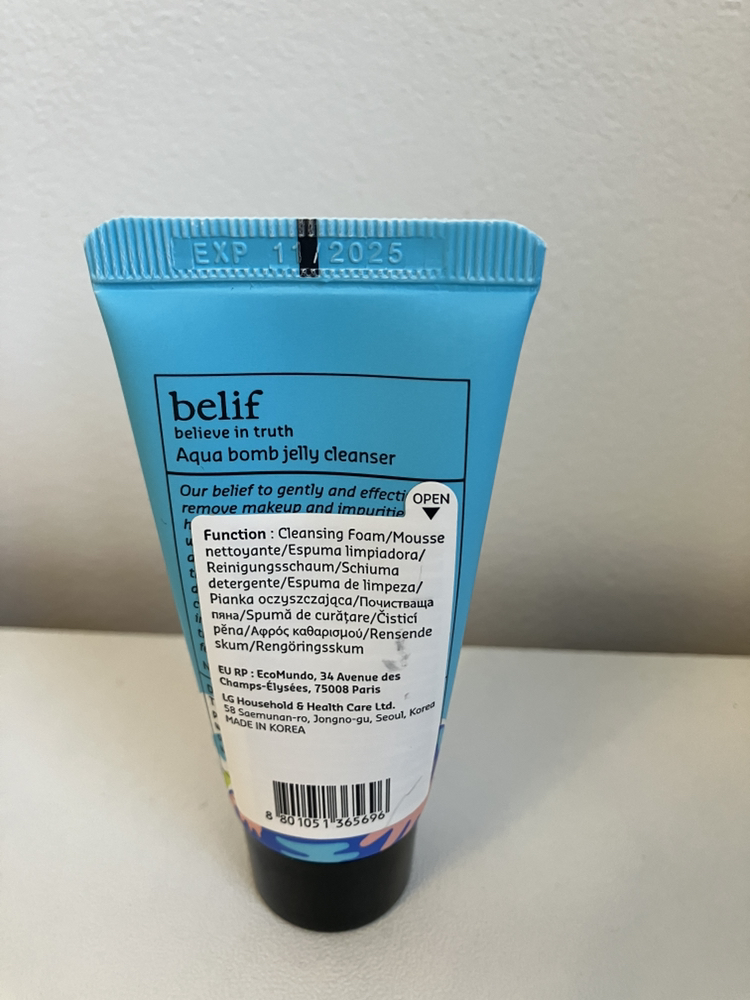 EXP 11/2025
belif
believe in truth
Aqua bomb jelly cleanser
Our belief to gently and
remove makeup and
OPEN
Function : Cleansing Foam/Mousse
nettoyante/Espuma limpiadora/
Reinigungsschaum/Schiuma
detergente/Espuma de limpeza/
Pianka oczyszczająca/Почистваща
пяна/Spumă de curățare/Čisticí
pěna/Αφρός καθαρισμού/Rensende
skum/Rengöringsskum
EU RP : EcoMundo, 34 Avenue des
Champs-Élysées, 75008 Paris
LG Household & Health Care Ltd.
58 Saemunan-ro, Jongno-gu, Seoul, Korea
MADE IN KOREA
8 801051 365696